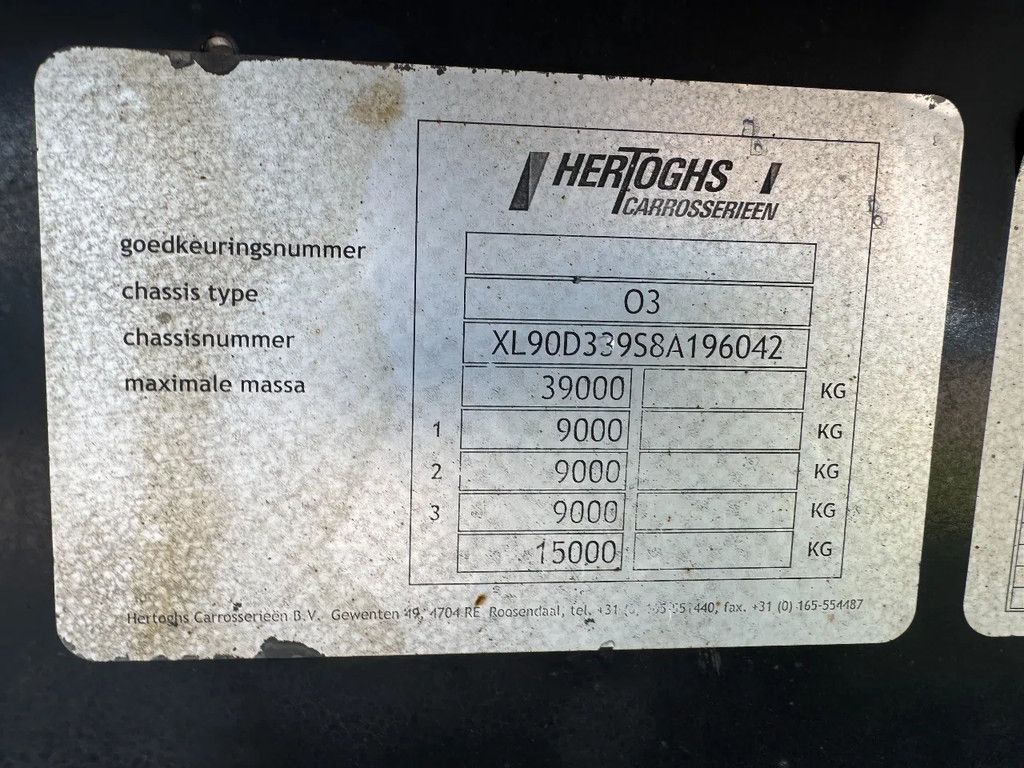 HERTOGHS
CARROSSERIEEN
goedkeuringsnummer
chassis type O3
chassisnummer XL90D339S8A196042
maximale massa 39000 KG
1 9000 KG
2 9000 KG
3 9000 KG
15000 KG
Hertoghs Carrosserieën B.V. Gewenten 49, 4704 RE Roosendaal, tel. +31 (0) 165-551440, fax. +31 (0) 165-554487